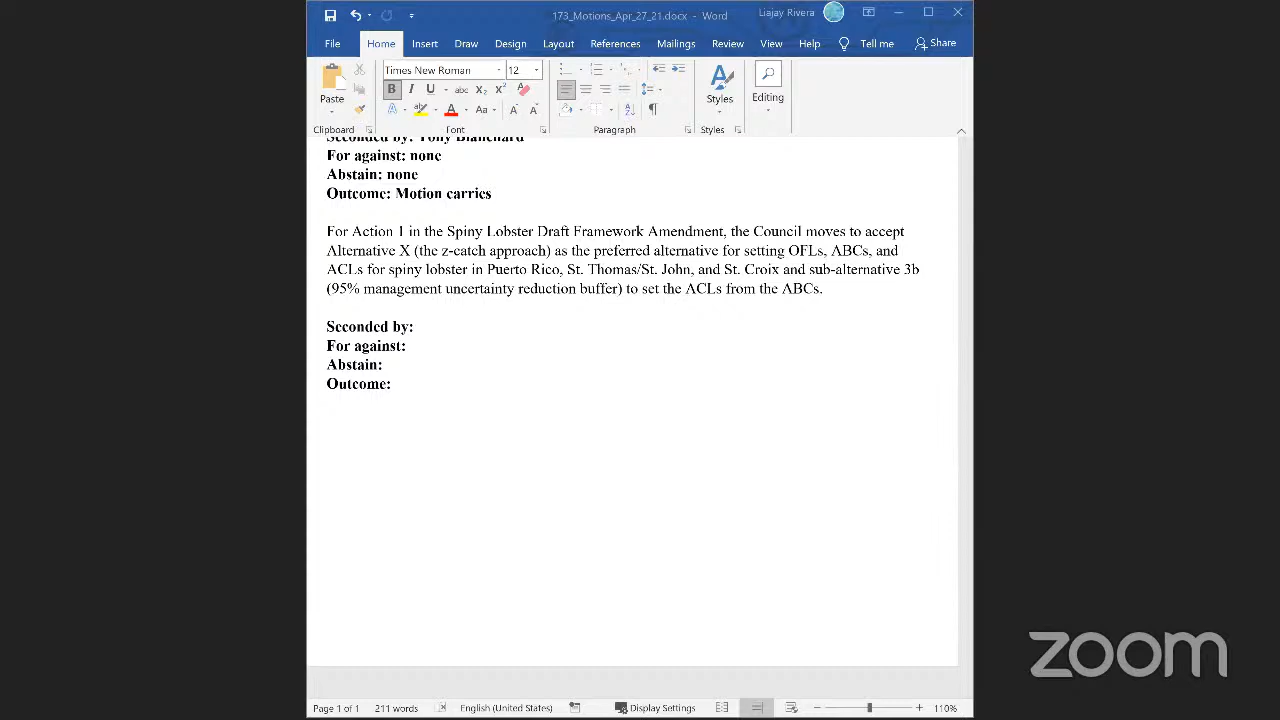 173_Motions_Apr_27_21.docx - Word
Liajay Rivera
File Home Insert Draw Design Layout References Mailings Review View Help Tell me Share
Times New Roman 12
Paste
Styles
Editing
Clipboard Font Paragraph Styles
Seconded by: Tony Blanchard
For against: none
Abstain: none
Outcome: Motion carries
For Action 1 in the Spiny Lobster Draft Framework Amendment, the Council moves to accept
Alternative X (the z-catch approach) as the preferred alternative for setting OFLs, ABCs, and
ACLs for spiny lobster in Puerto Rico, St. Thomas/St. John, and St. Croix and sub-alternative 3b
(95% management uncertainty reduction buffer) to set the ACLs from the ABCs.
Seconded by:
For against:
Abstain:
Outcome:
zoom
Page 1 of 1 211 words English (United States) Display Settings 110%